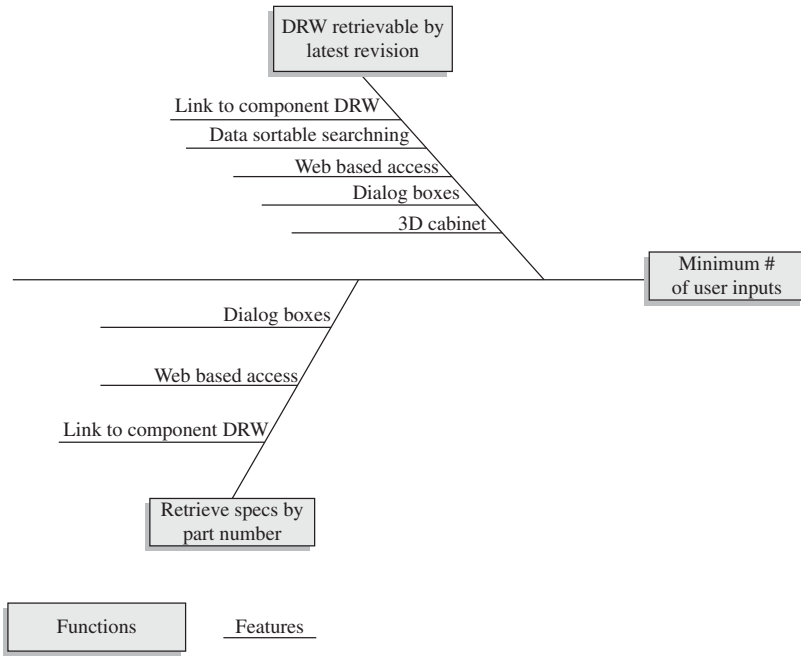 DRW retrievable by
latest revision
Link to component DRW
Data sortable searchning
Web based access
Dialog boxes
3D cabinet
Minimum #
of user inputs
Dialog boxes
Web based access
Link to component DRW
Retrieve specs by
part number
Functions
Features